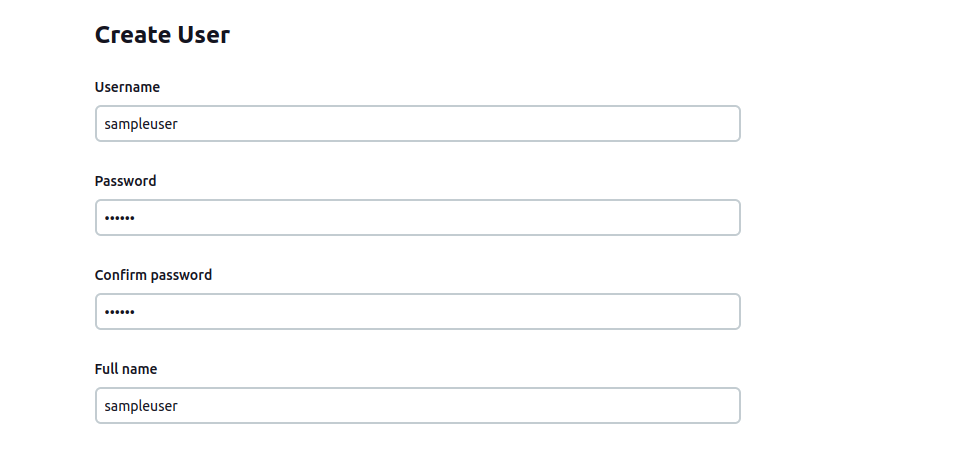 Create User
Username
sampleuser
Password
••••••
Confirm password
••••••
Full name
sampleuser